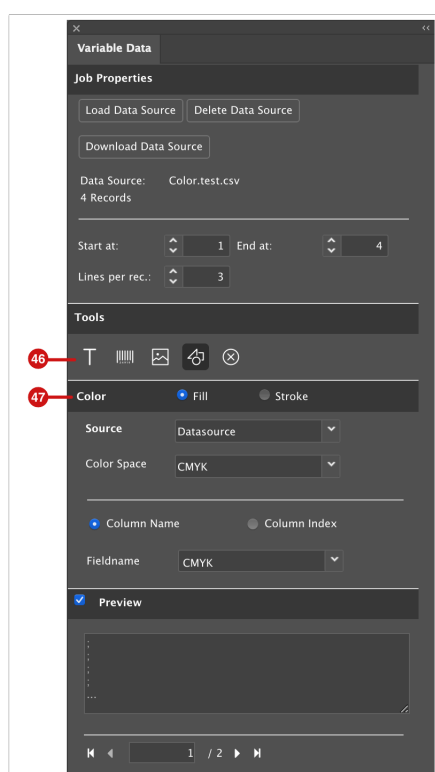 Variable Data
Job Properties
Load Data Source Delete Data Source
Download Data Source
Data Source: Color.test.csv
4 Records
Start at: 1 End at: 4
Lines per rec.: 3
Tools
46
T
47 Color Fill Stroke
Source Datasource
Color Space CMYK
Column Name Column Index
Fieldname CMYK
Preview
;
;
;
;
...
1 / 2